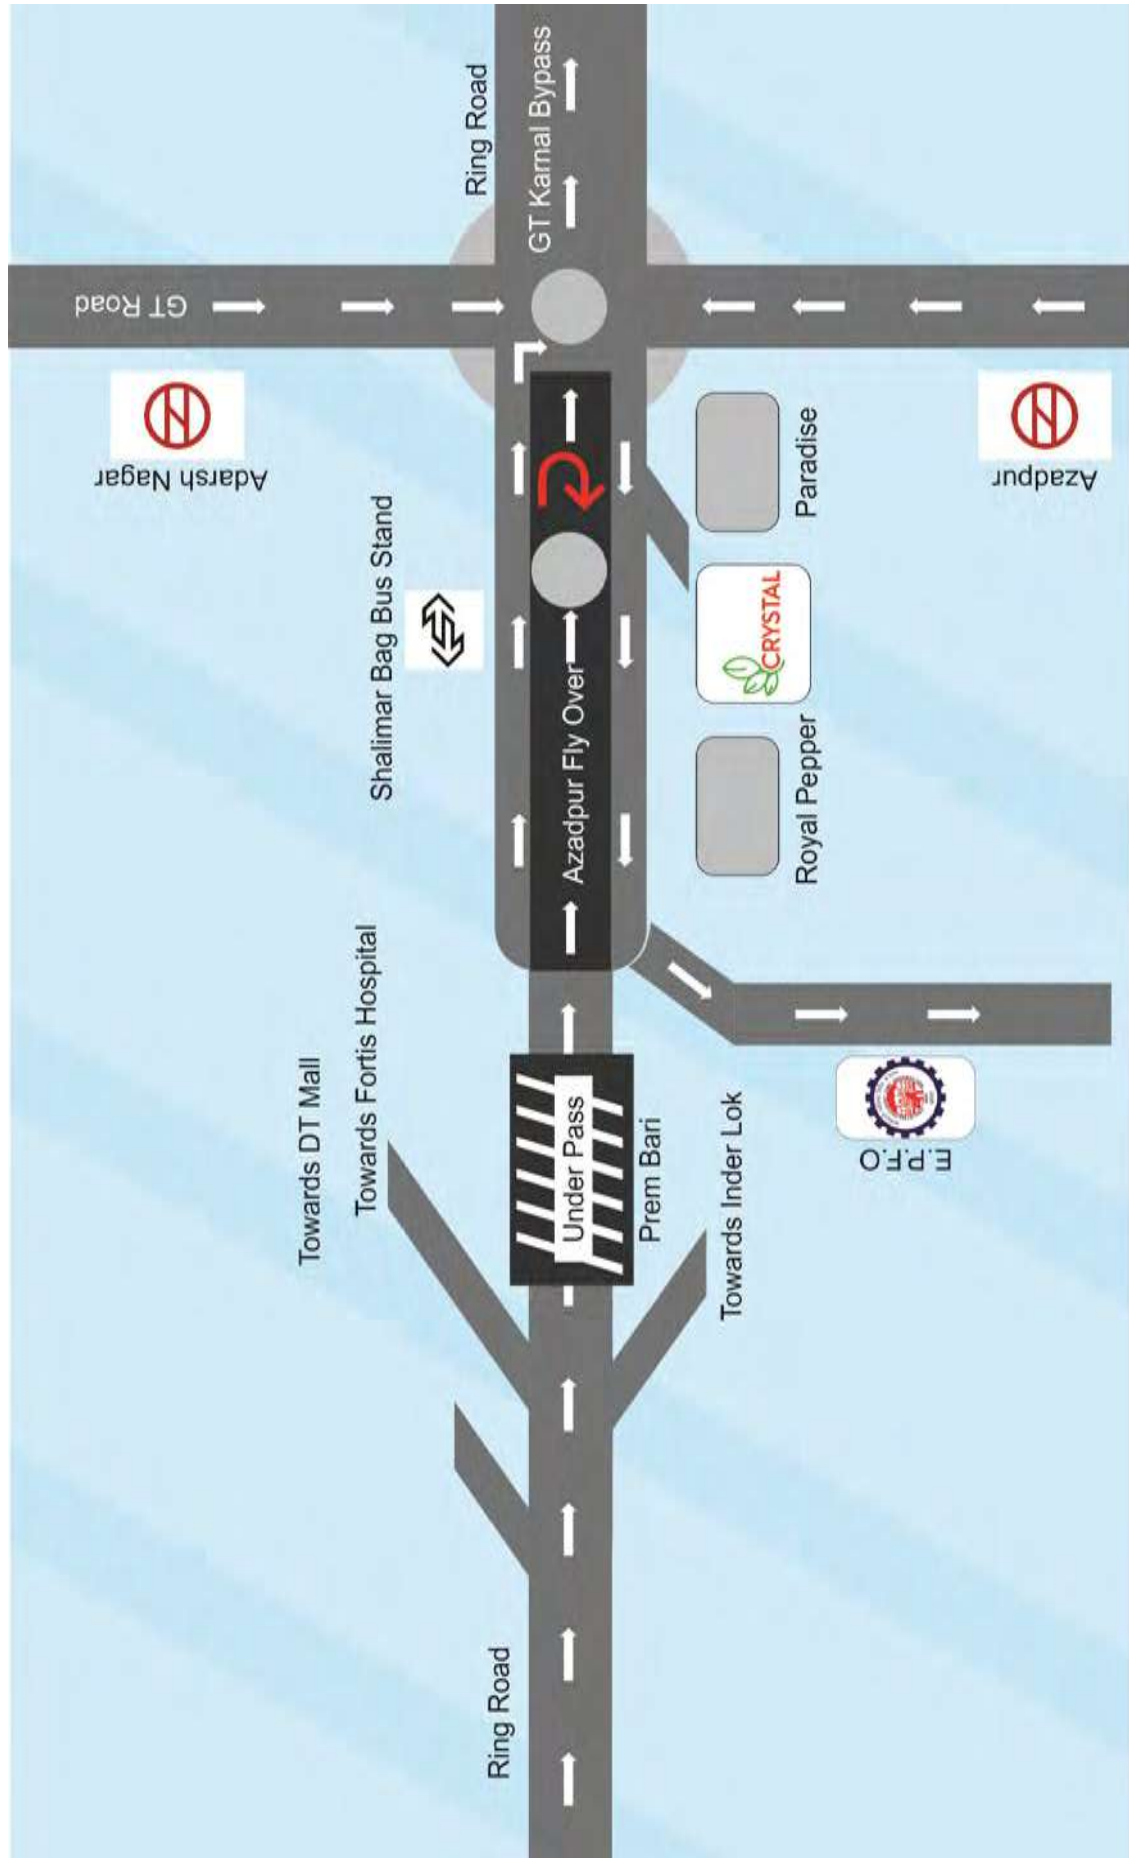 Ring Road
GT Karnal Bypass
GT Road
Adarsh Nagar
Shalimar Bag Bus Stand
Azadpur Fly Over
Paradise
CRYSTAL
Royal Pepper
Azadpur
Towards DT Mall
Towards Fortis Hospital
Under Pass
Prem Bari
Towards Inder Lok
E.P.F.O
Ring Road